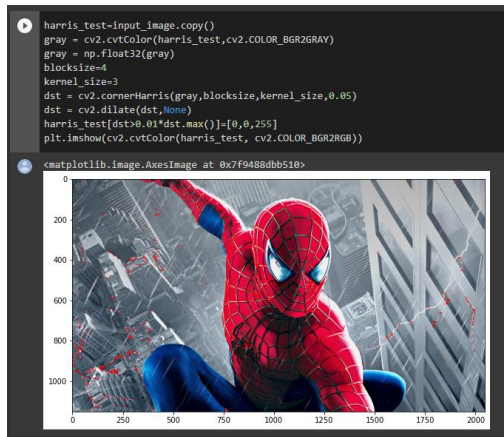 harris_test=input_image.copy()
gray = cv2.cvtColor(harris_test,cv2.COLOR_BGR2GRAY)
gray = np.float32(gray)
blocksize=4
kernel_size=3
dst = cv2.cornerHarris(gray,blocksize,kernel_size,0.05)
dst = cv2.dilate(dst,None)
harris_test[dst>0.01*dst.max()]=[0,0,255]
plt.imshow(cv2.cvtColor(harris_test, cv2.COLOR_BGR2RGB))
<matplotlib.image.AxesImage at 0x7f9488dbb510>
0
200
400
600
800
1000
0 250 500 750 1000 1250 1500 1750 2000